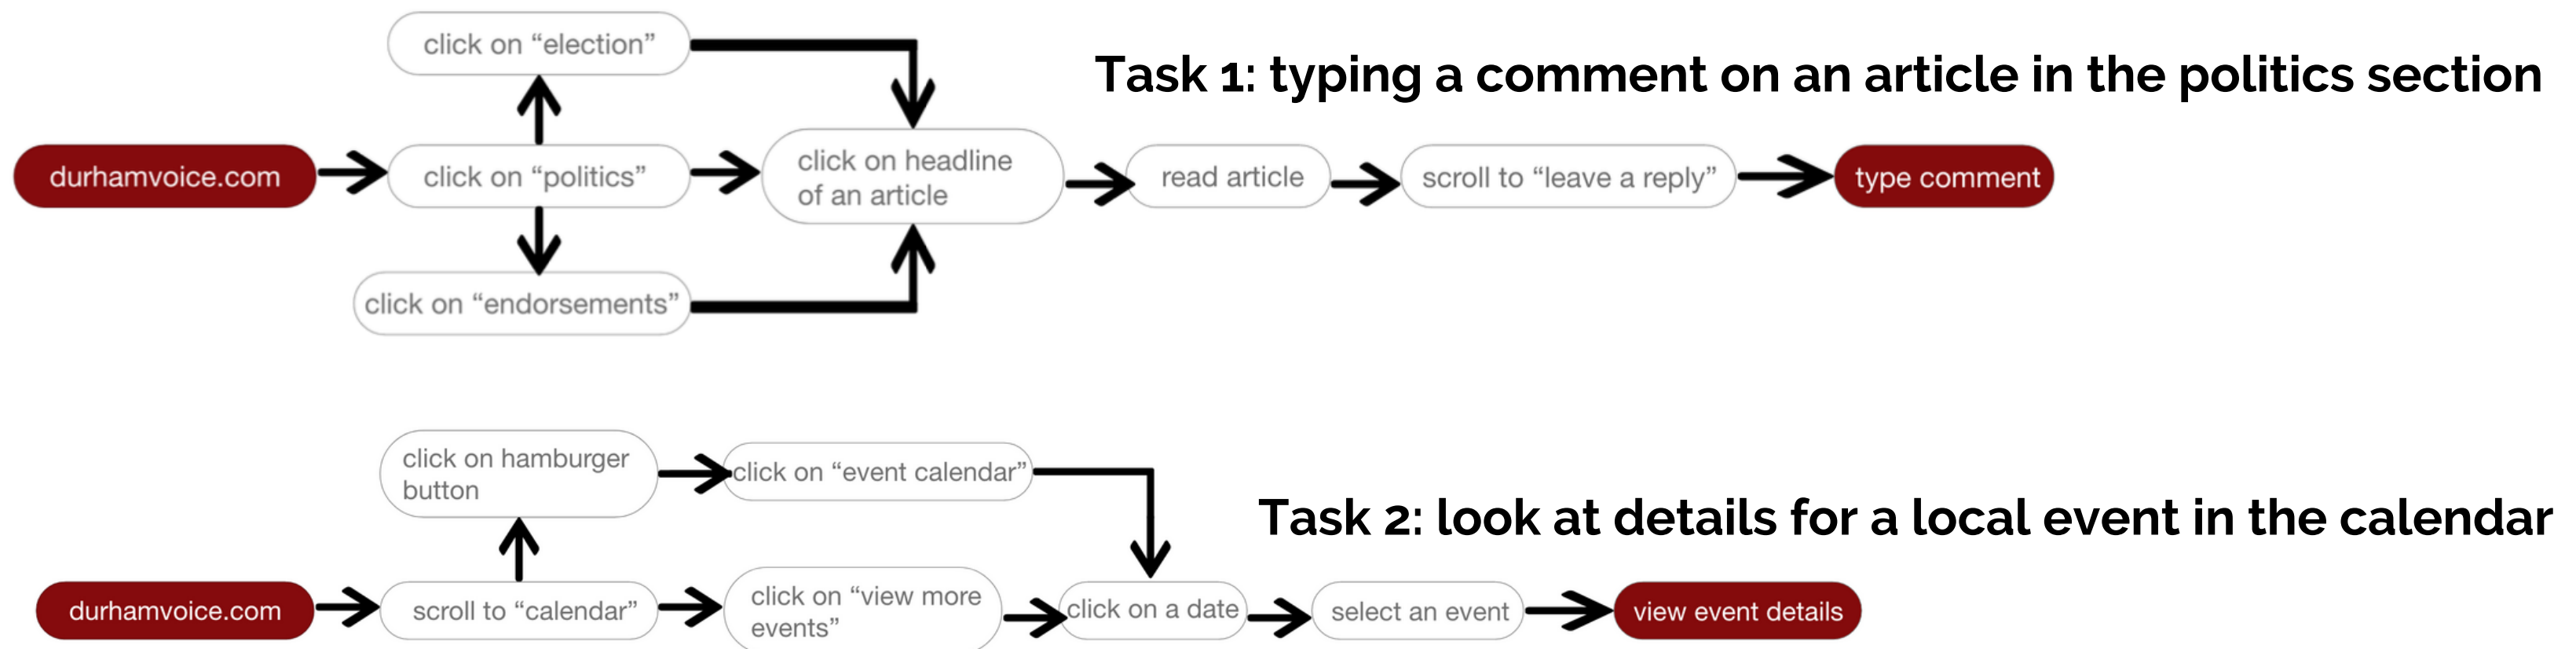 click on “election”
Task 1: typing a comment on an article in the politics section
durhamvoice.com
click on “politics”
click on headline
of an article
read article
scroll to “leave a reply”
type comment
click on “endorsements”
click on hamburger
button
click on “event calendar”
Task 2: look at details for a local event in the calendar
durhamvoice.com
scroll to “calendar”
click on “view more
events”
click on a date
select an event
view event details